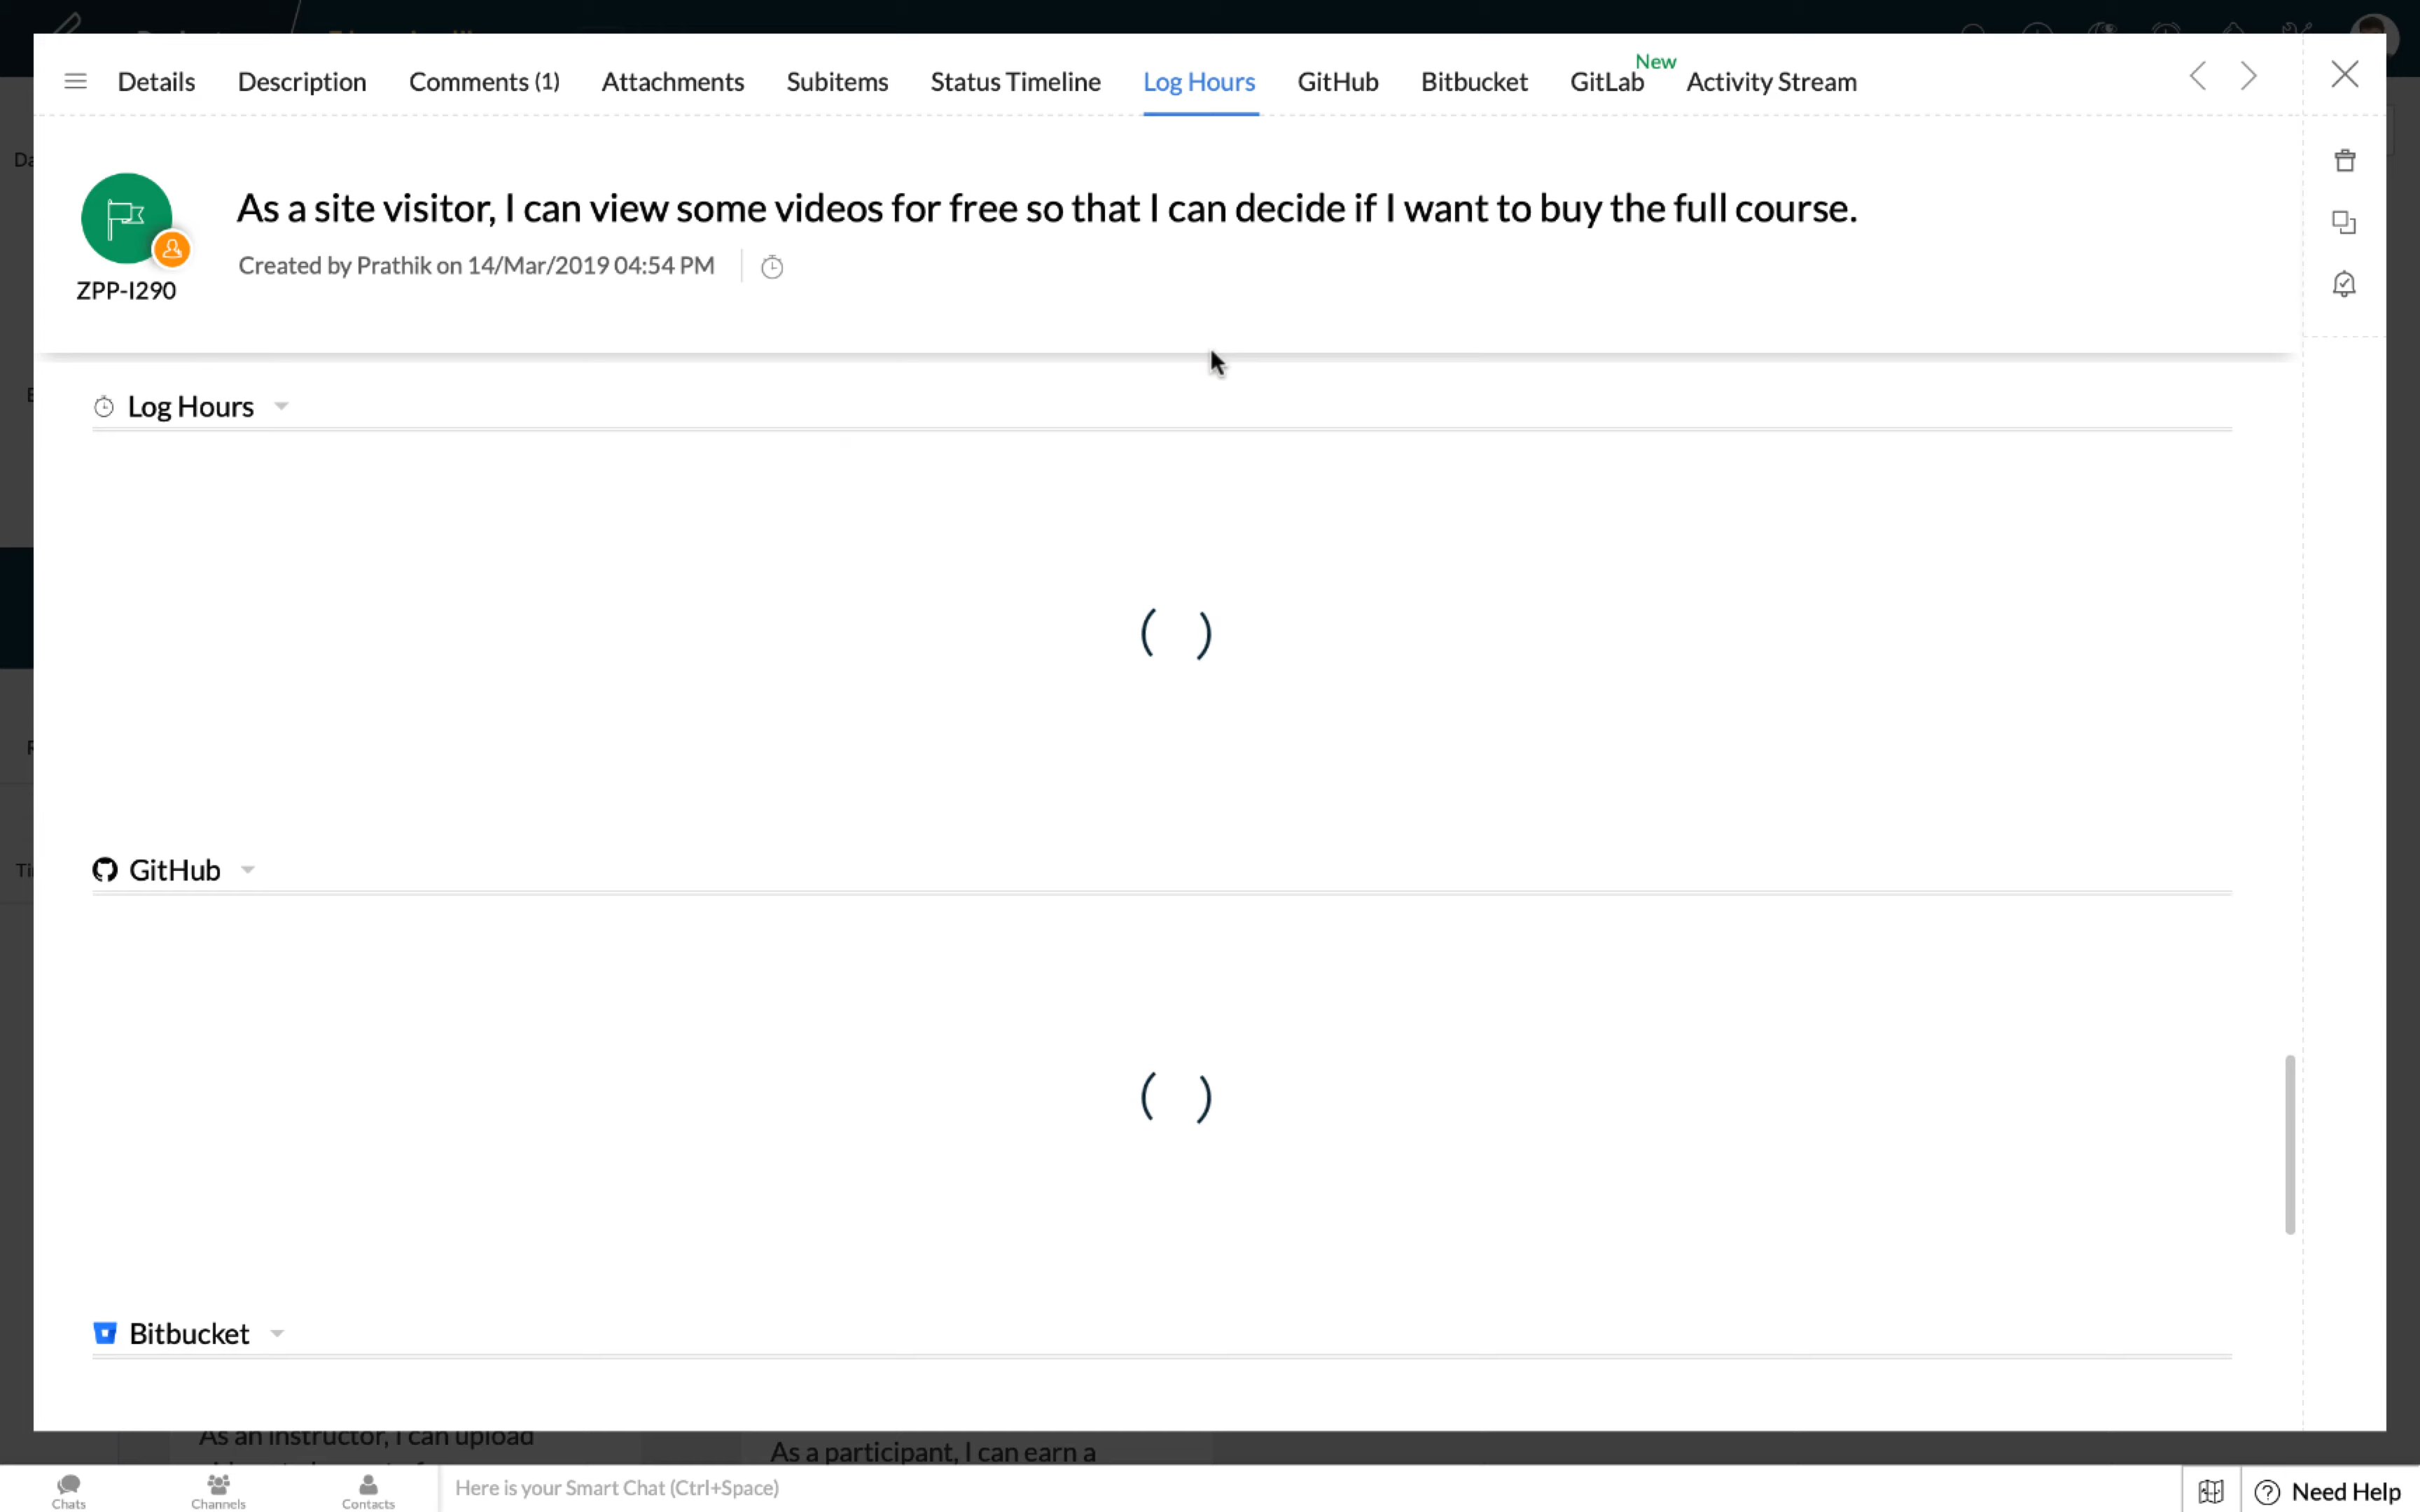 Details Description Comments (1) Attachments Subitems Status Timeline Log Hours GitHub Bitbucket GitLab New Activity Stream
As a site visitor, I can view some videos for free so that I can decide if I want to buy the full course.
Created by Prathik on 14/Mar/2019 04:54 PM
ZPP-I290
Log Hours
GitHub
Bitbucket
As an instructor, I can upload
As a participant, I can earn a
Chats Channels Contacts Here is your Smart Chat (Ctrl+Space) Need Help